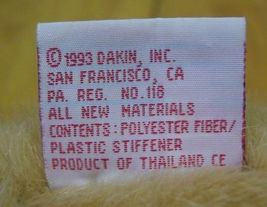 ©1993 DAKIN, INC.
SAN FRANCISCO, CA
PA. REG. NO. 118
ALL NEW MATERIALS
CONTENTS: POLYESTER FIBER/
PLASTIC STIFFENER
PRODUCT OF THAILAND CE